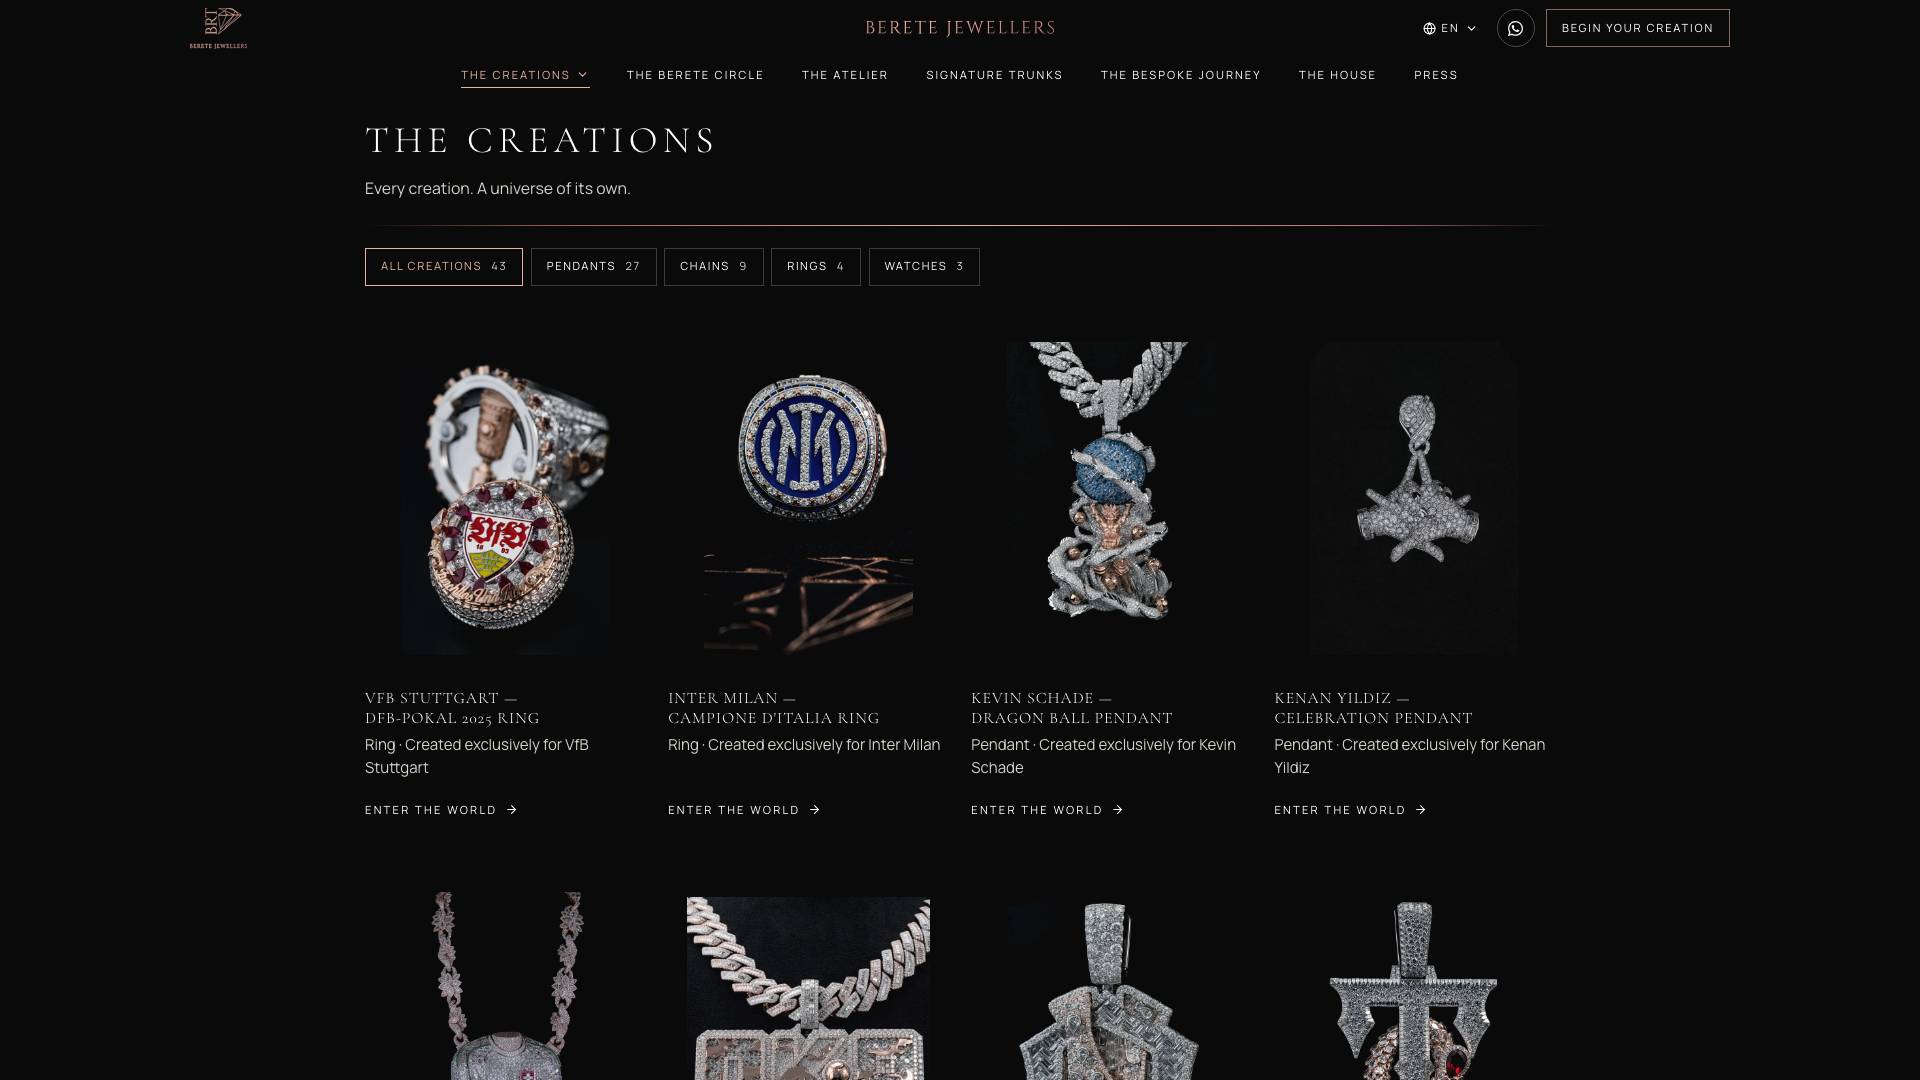 BRT
BERETE JEWELLERS
BERETE JEWELLERS
EN
BEGIN YOUR CREATION
THE CREATIONS
THE BERETE CIRCLE
THE ATELIER
SIGNATURE TRUNKS
THE BESPOKE JOURNEY
THE HOUSE
PRESS
THE CREATIONS
Every creation. A universe of its own.
ALL CREATIONS 43
PENDANTS 27
CHAINS 9
RINGS 4
WATCHES 3
VfB
18 93
VFB STUTTGART —
DFB-POKAL 2025 RING
Ring · Created exclusively for VfB
Stuttgart
ENTER THE WORLD
INTER MILAN —
CAMPIONE D'ITALIA RING
Ring · Created exclusively for Inter Milan
ENTER THE WORLD
KEVIN SCHADE —
DRAGON BALL PENDANT
Pendant · Created exclusively for Kevin
Schade
ENTER THE WORLD
KENAN YILDIZ —
CELEBRATION PENDANT
Pendant · Created exclusively for Kenan
Yildiz
ENTER THE WORLD